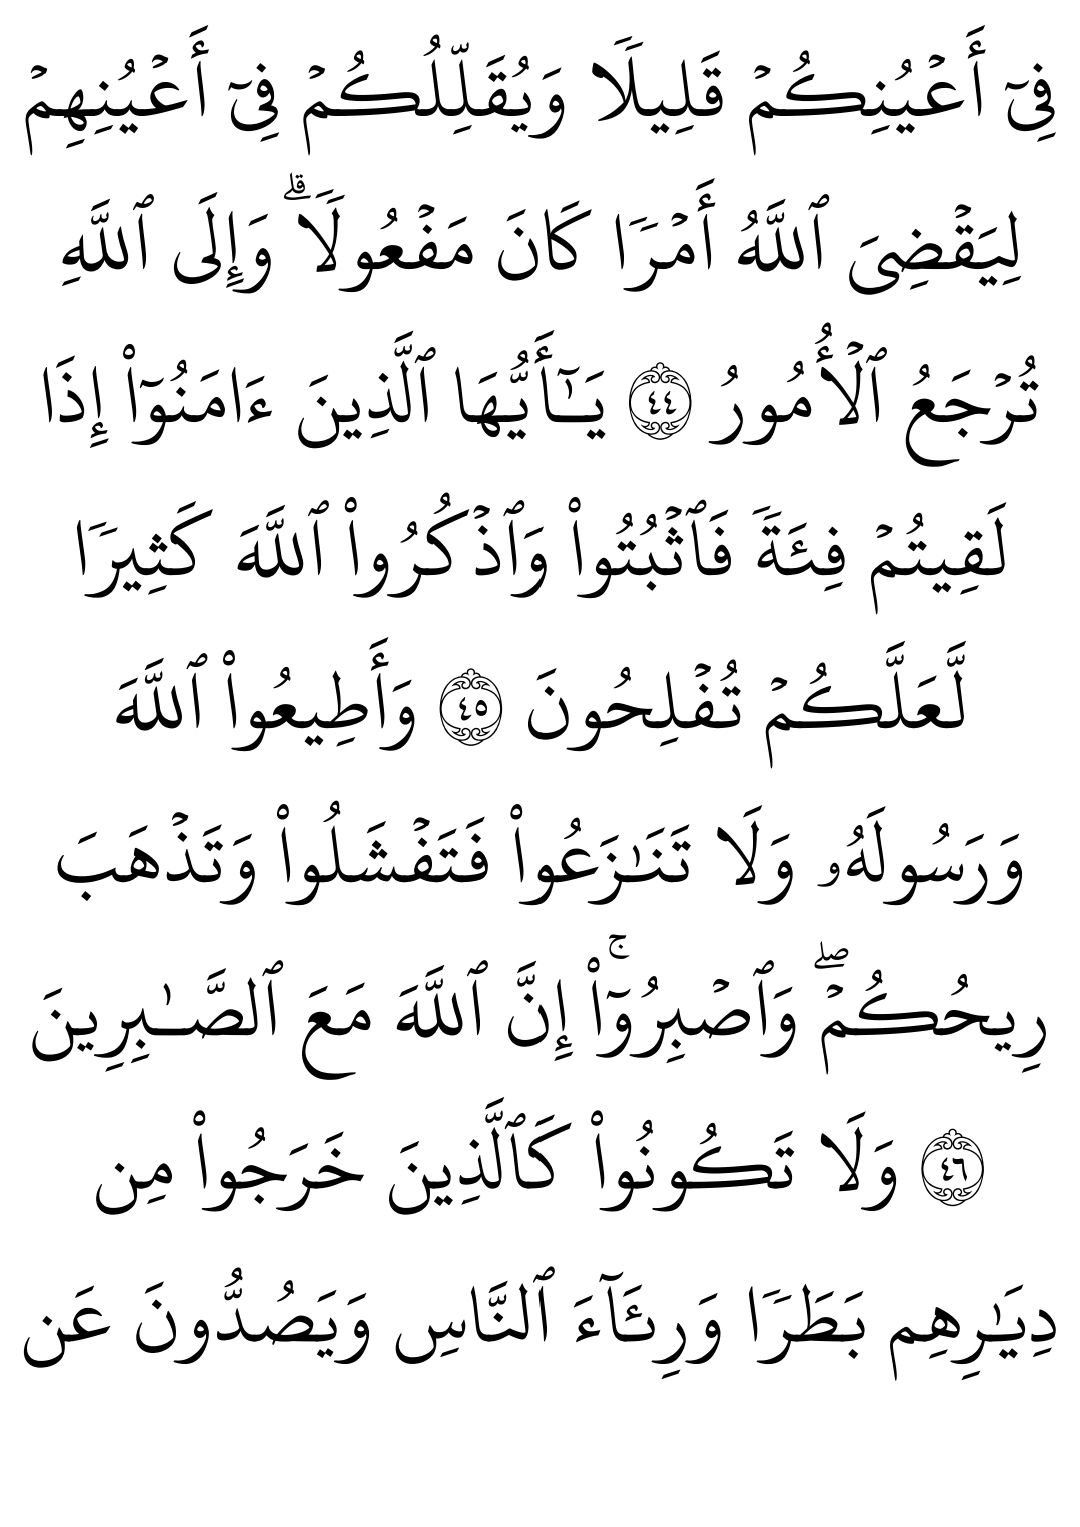 فِىٓ أَعۡيُنِكُمۡ قَلِيلࣰا وَيُقَلِّلُكُمۡ فِىٓ أَعۡيُنِهِمۡ
لِيَقۡضِىَ ٱللَّهُ أَمۡرࣰا كَانَ مَفۡعُولࣰاۗ وَإِلَى ٱللَّهِ
تُرۡجَعُ ٱلۡأُمُورُ ٤٤ يَـٰٓأَيُّهَا ٱلَّذِينَ ءَامَنُوٓا۟ إِذَا
لَقِيتُمۡ فِئَةࣰ فَٱثۡبُتُوا۟ وَٱذۡكُرُوا۟ ٱللَّهَ كَثِيرࣰا
لَّعَلَّكُمۡ تُفۡلِحُونَ ٤٥ وَأَطِيعُوا۟ ٱللَّهَ
وَرَسُولَهُۥ وَلَا تَنَـٰزَعُوا۟ فَتَفۡشَلُوا۟ وَتَذۡهَبَ
رِيحُكُمۡۖ وَٱصۡبِرُوٓا۟ۚ إِنَّ ٱللَّهَ مَعَ ٱلصَّـٰبِرِينَ
٤٦ وَلَا تَكُونُوا۟ كَٱلَّذِينَ خَرَجُوا۟ مِن
دِيَـٰرِهِم بَطَرࣰا وَرِئَاۤءَ ٱلنَّاسِ وَيَصُدُّونَ عَن